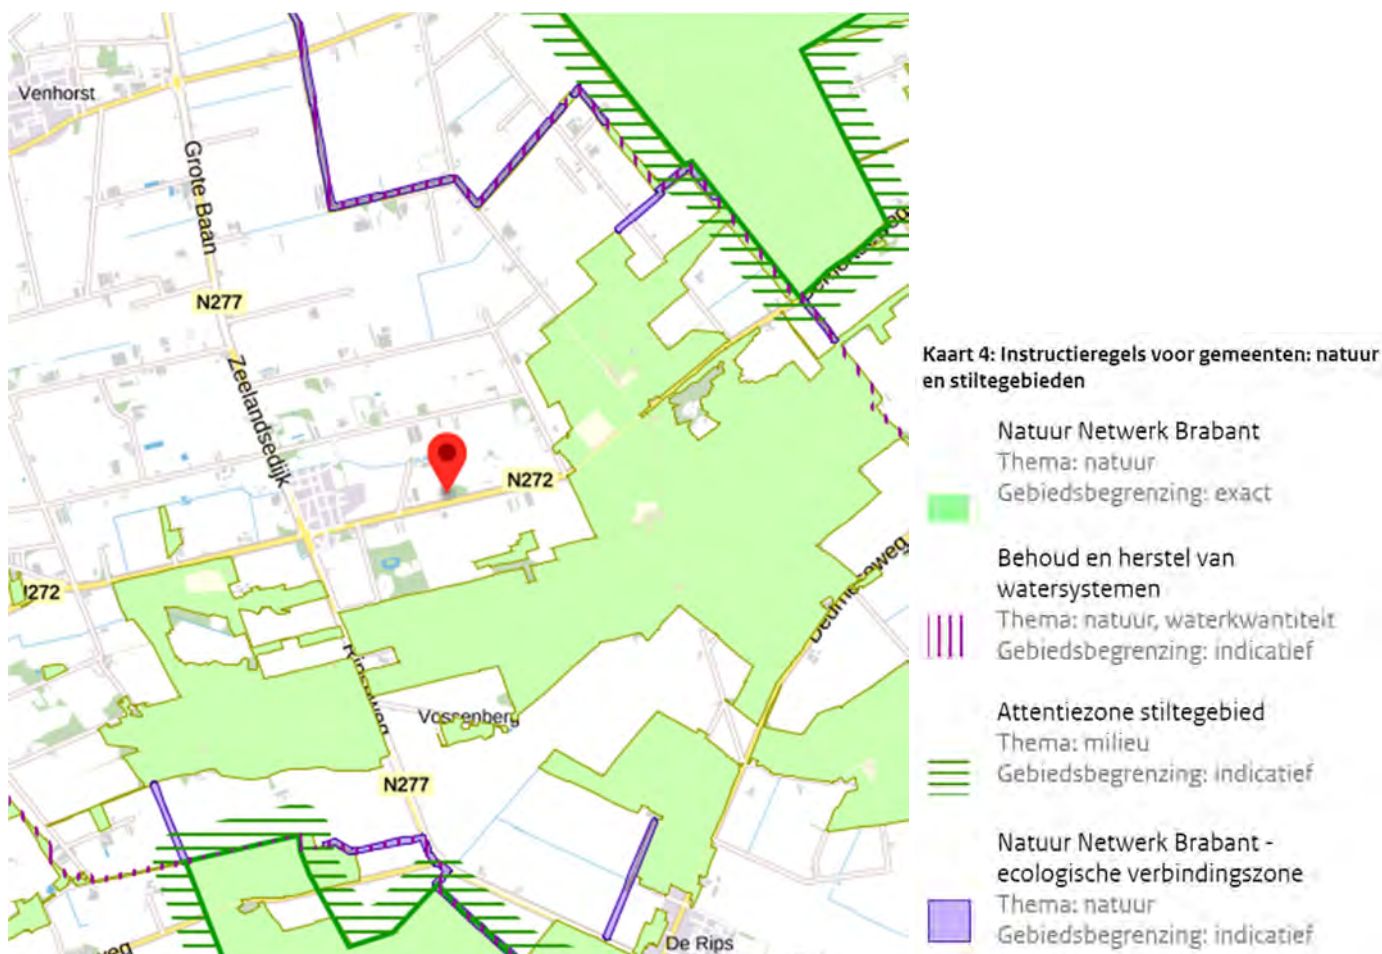 Venhorst
Grote Baan
N277
Zeelandsedijk
N272
N272
Ripseweg
Vossenberg
N277
De Rips
weg
Kaart 4: Instructieregels voor gemeenten: natuur
en stiltegebieden
Natuur Netwerk Brabant
Thema: natuur
Gebiedsbegrenzing: exact
Behoud en herstel van
watersystemen
Thema: natuur, waterkwantiteit
Gebiedsbegrenzing: indicatief
Attentiezone stiltegebied
Thema: milieu
Gebiedsbegrenzing: indicatief
Natuur Netwerk Brabant -
ecologische verbindingszone
Thema: natuur
Gebiedsbegrenzing: indicatief